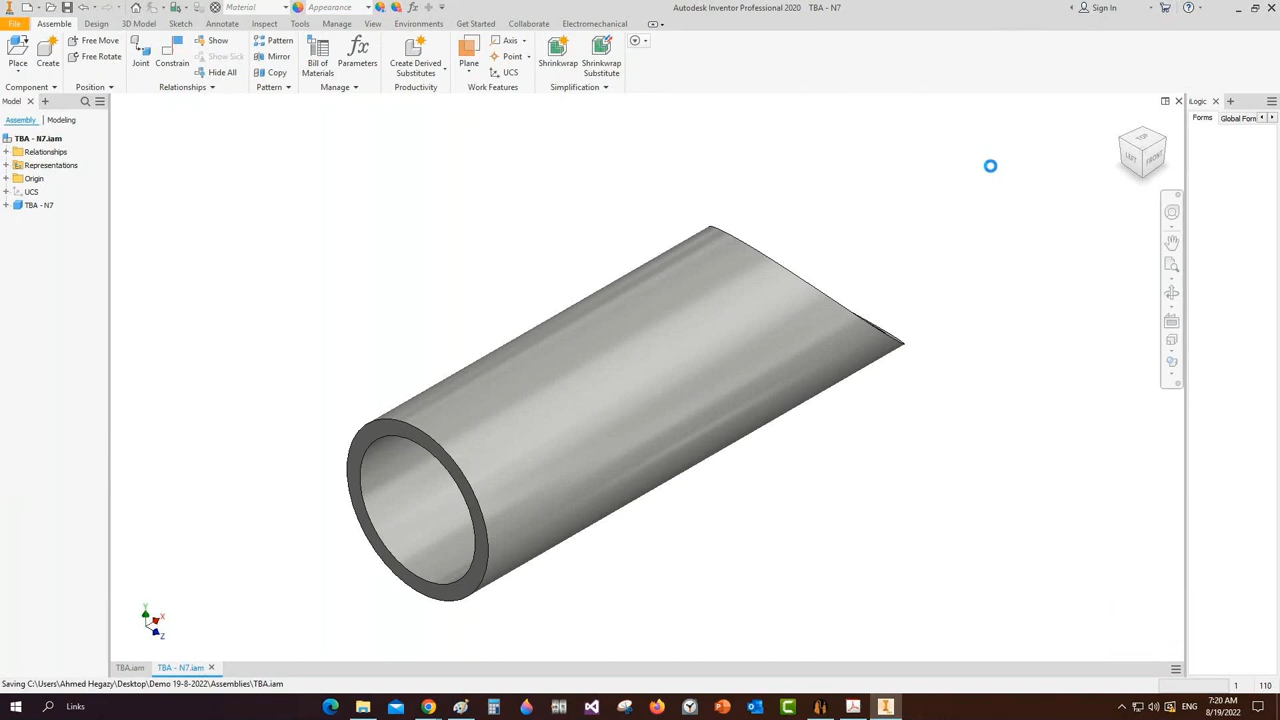 Material
Appearance
Autodesk Inventor Professional 2020 TBA - N7
Sign In
File Assemble Design 3D Model Sketch Annotate Inspect Tools Manage View Environments Get Started Collaborate Electromechanical
Place
Create
Component
Free Move
Free Rotate
Position
Joint
Constrain
Show
Show Sick
Hide All
Relationships
Pattern
Mirror
Copy
Pattern
Bill of
Materials
Parameters
Manage
Create Derived
Substitutes
Productivity
Plane
Axis
Point
UCS
Work Features
Shrinkwrap
Shrinkwrap
Substitute
Simplification
Model
iLogic
Assembly Modeling
Forms Global Forr
TBA - N7.iam
Relationships
Representations
Origin
UCS
TBA - N7
TOP
LEFT FRONT
Y
X
Z
TBA.iam TBA - N7.iam
Saving C:\Users\Ahmed Hegazy\Desktop\Demo 19-8-2022\Assemblies\TBA.iam
1 110
Links
7:20 AM
8/19/2022